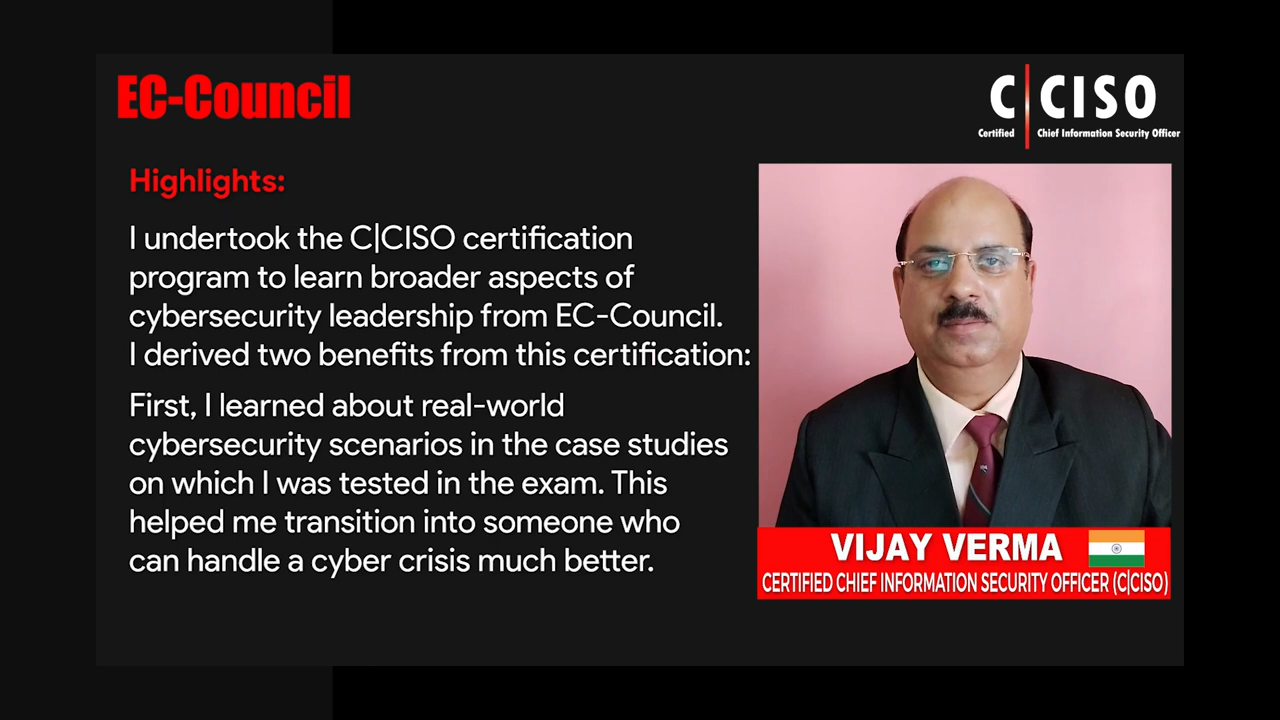 EC-Council
C|CISO
Certified Chief Information Security Officer
Highlights:
I undertook the C|CISO certification
program to learn broader aspects of
cybersecurity leadership from EC-Council.
I derived two benefits from this certification:
First, I learned about real-world
cybersecurity scenarios in the case studies
on which I was tested in the exam. This
helped me transition into someone who
can handle a cyber crisis much better.
VIJAY VERMA
CERTIFIED CHIEF INFORMATION SECURITY OFFICER (C|CISO)